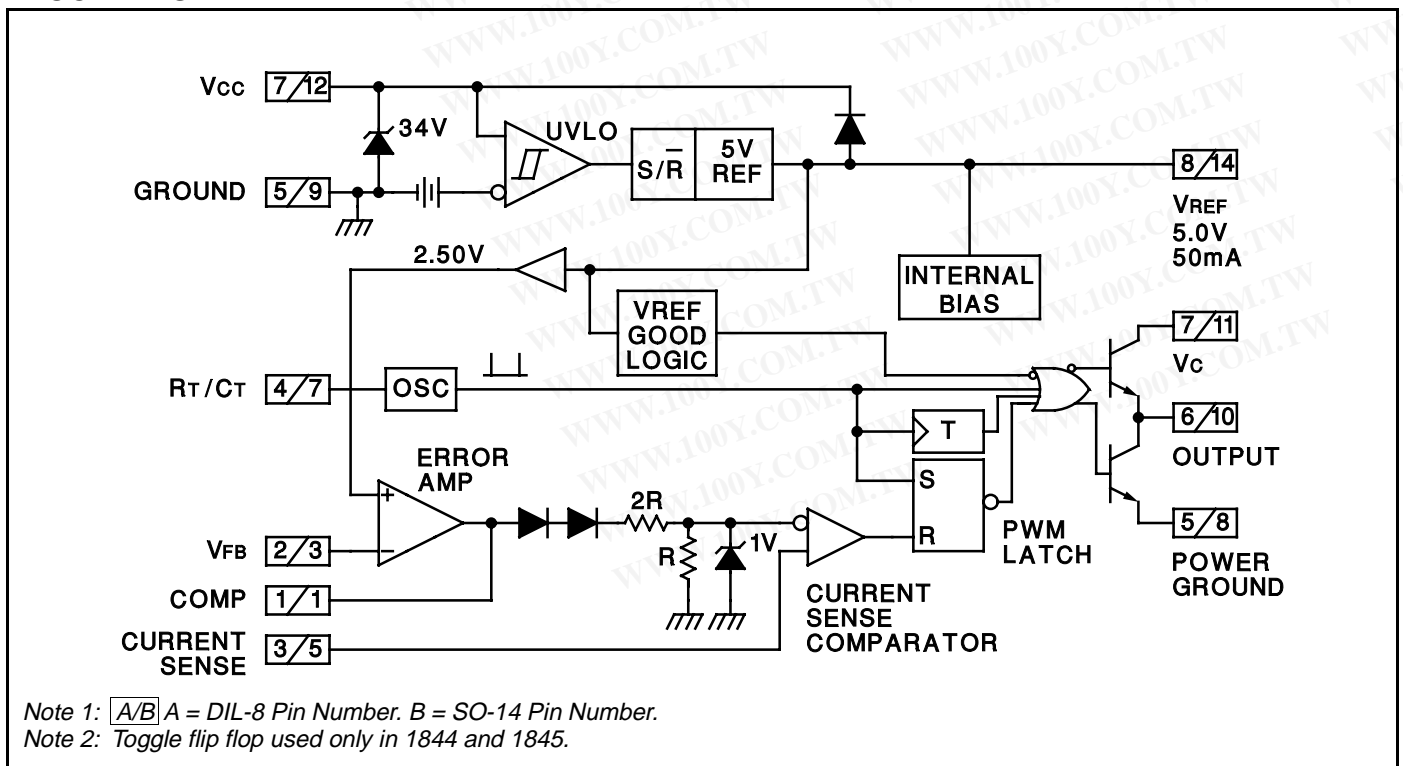 WWW.100Y.COM.TW
Vcc 7/12
34V
UVLO
S/R̅
5V
REF
8/14
VREF
5.0V
50mA
GROUND 5/9
2.50V
VREF
GOOD
LOGIC
INTERNAL
BIAS
7/11
Vc
RT/CT 4/7
OSC
T
6/10
OUTPUT
ERROR
AMP
+
−
2R
R
1V
S
R
PWM
LATCH
5/8
POWER
GROUND
VFB 2/3
COMP 1/1
CURRENT
SENSE
3/5
CURRENT
SENSE
COMPARATOR
Note 1: A/B A = DIL-8 Pin Number. B = SO-14 Pin Number.
Note 2: Toggle flip flop used only in 1844 and 1845.